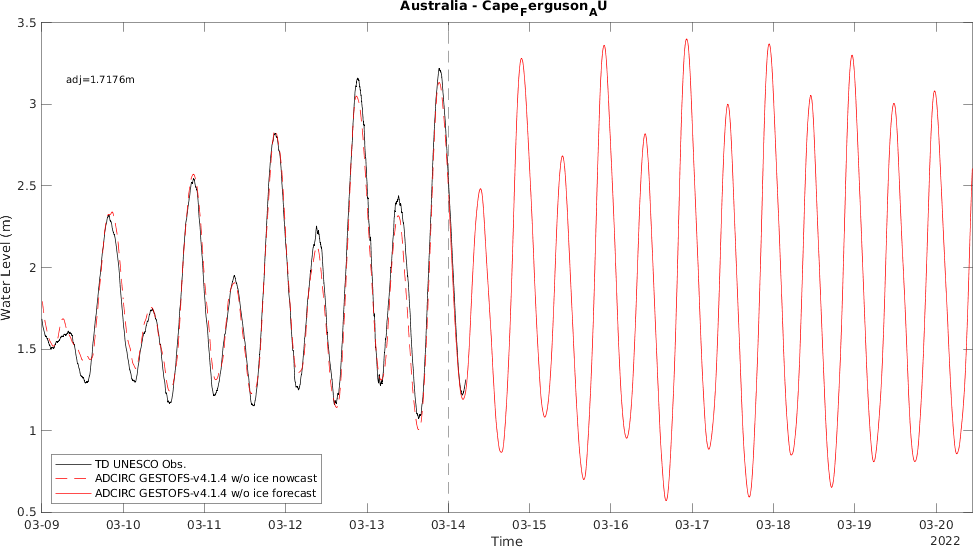 Australia - Cape_Ferguson_AU
3.5
adj=1.7176m
3
2.5
2
1.5
1
0.5
Water Level (m)
TD UNESCO Obs.
ADCIRC GESTOFS-v4.1.4 w/o ice nowcast
ADCIRC GESTOFS-v4.1.4 w/o ice forecast
03-09 03-10 03-11 03-12 03-13 03-14 03-15 03-16 03-17 03-18 03-19 03-20
Time
2022